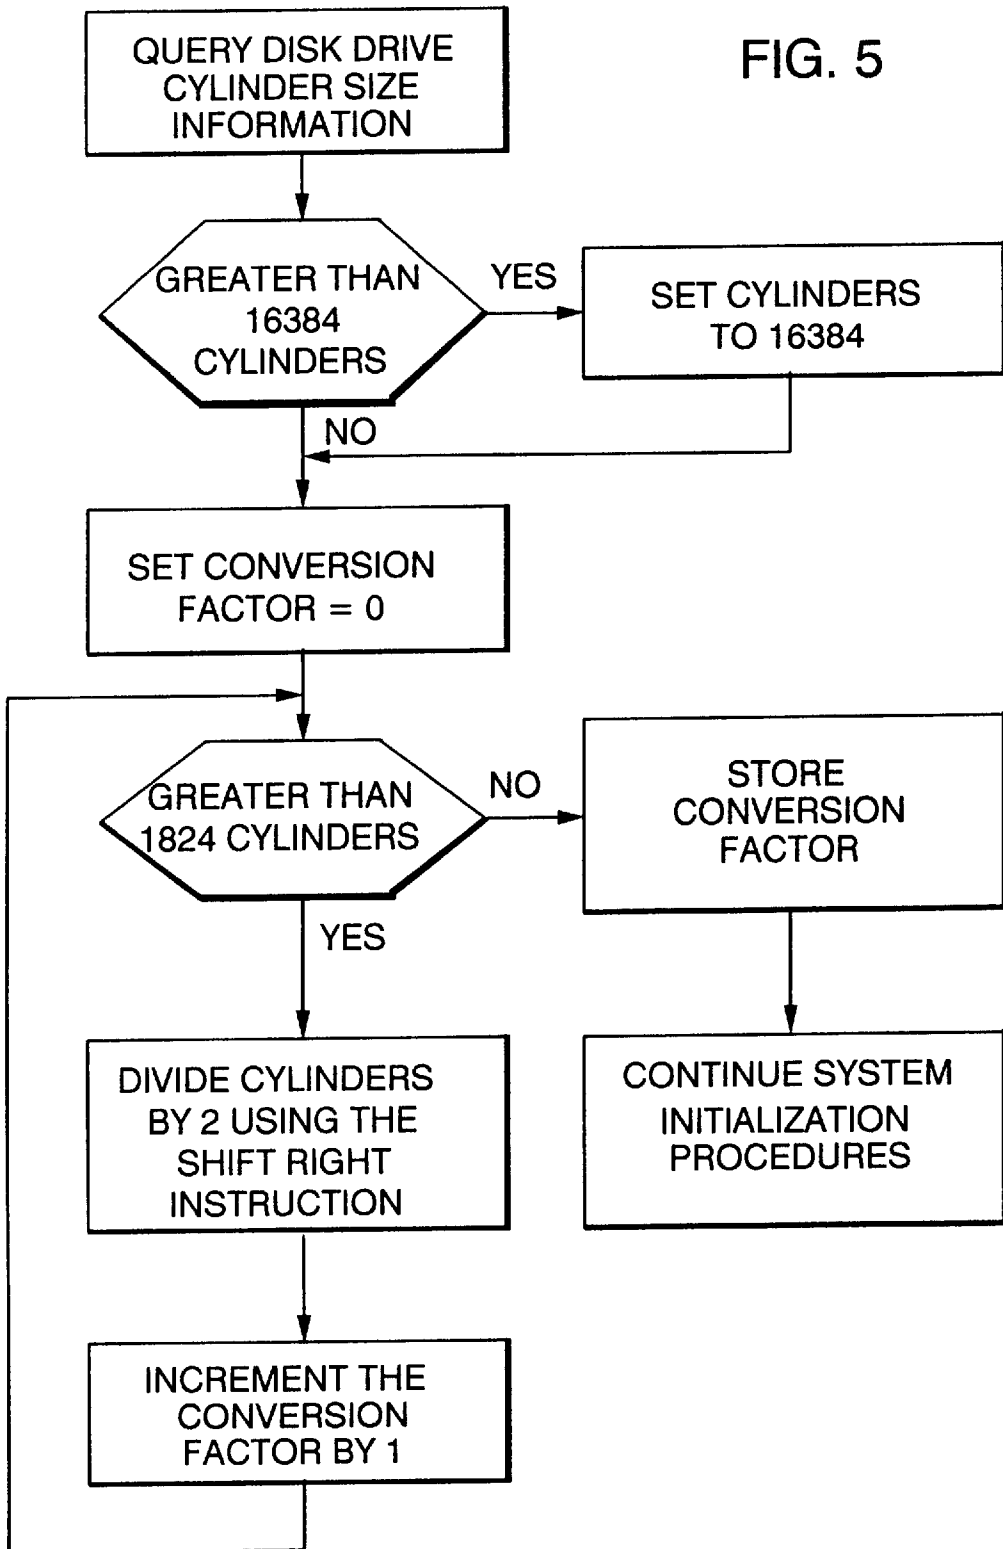 QUERY DISK DRIVE
CYLINDER SIZE
INFORMATION
FIG. 5
GREATER THAN
16384
CYLINDERS
YES
SET CYLINDERS
TO 16384
NO
SET CONVERSION
FACTOR = 0
GREATER THAN
1824 CYLINDERS
NO
STORE
CONVERSION
FACTOR
YES
DIVIDE CYLINDERS
BY 2 USING THE
SHIFT RIGHT
INSTRUCTION
CONTINUE SYSTEM
INITIALIZATION
PROCEDURES
INCREMENT THE
CONVERSION
FACTOR BY 1